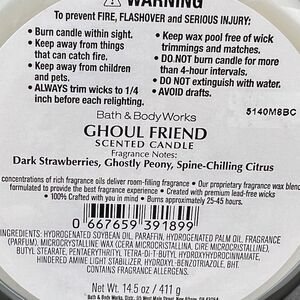 WARNING
To prevent FIRE, FLASHOVER and SERIOUS INJURY:
• Burn candle within sight.
• Keep away from things that can catch fire.
• Keep away from children and pets.
• ALWAYS trim wicks to 1/4 inch before each relighting.
• Keep wax pool free of wick trimmings and matches.
• DO NOT burn candle for more than 4-hour intervals.
• DO NOT extinguish with water.
• AVOID drafts.
5140M8BC
Bath & Body Works
GHOUL FRIEND
SCENTED CANDLE
Fragrance Notes:
Dark Strawberries, Ghostly Peony, Spine-Chilling Citrus
concentrations of rich fragrance oils deliver room-filling fragrance • Our proprietary fragrance wax blend
formulated to provide the best fragrance experience • Created with premium lead-free wicks
• 100% Crafted with you in mind • Burns approximately 25-45 hours.
0 667659 391899
INGREDIENTS: HYDROGENATED SOYBEAN OIL, PARAFFIN, HYDROGENATED PALM OIL, FRAGRANCE
(PARFUM), MICROCRYSTALLINE WAX (CERA MICROCRISTALLINA, CIRE MICROCRISTALLINE),
BUTYL STEARATE, PENTAERYTHRITYL TETRA-DI-T-BUTYL HYDROXYHYDROCINNAMATE,
HINDERED AMINE LIGHT STABILIZER, HYDROXY-BENZOTRIAZOLE, BHT.
CONTAINS FRAGRANCE ALLERGENS.
Net wt. 14.5 oz / 411 g
Bath & Body Works, Distr.